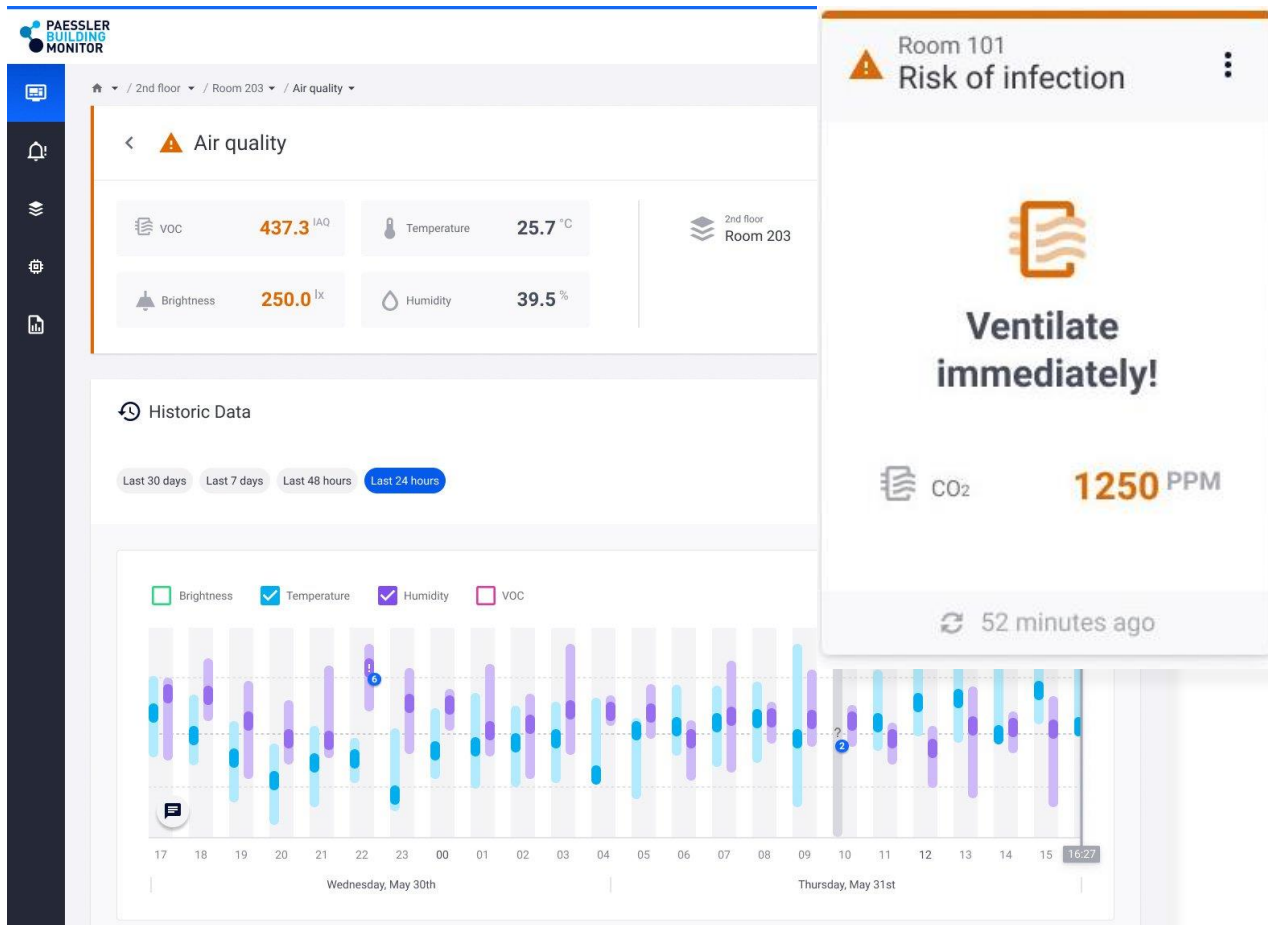 PAESSLER
BUILDING
MONITOR
/ 2nd floor / Room 203 / Air quality
Air quality
VOC 437.3 IAQ
Temperature 25.7 °C
2nd floor
Room 203
Brightness 250.0 lx
Humidity 39.5 %
Historic Data
Last 30 days Last 7 days Last 48 hours Last 24 hours
Brightness Temperature Humidity VOC
!
6
?
2
17 18 19 20 21 22 23 00 01 02 03 04 05 06 07 08 09 10 11 12 13 14 15 16:27
Wednesday, May 30th Thursday, May 31st
Room 101
Risk of infection
Ventilate
immediately!
CO2 1250 PPM
52 minutes ago